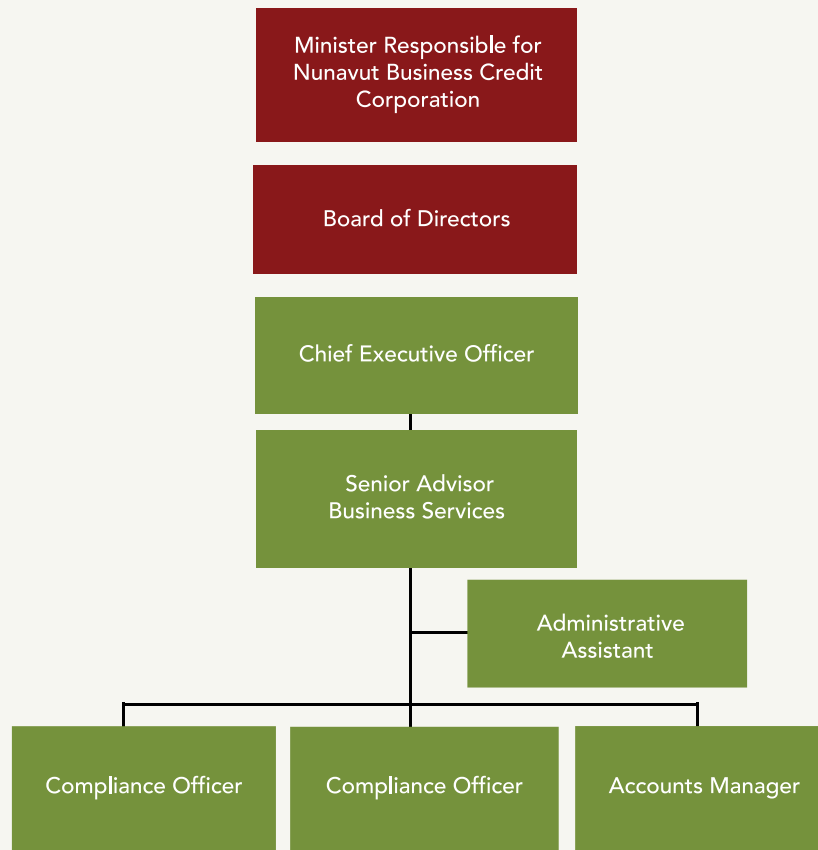 Minister Responsible for
Nunavut Business Credit
Corporation
Board of Directors
Chief Executive Officer
Senior Advisor
Business Services
Administrative
Assistant
Compliance Officer
Compliance Officer
Accounts Manager